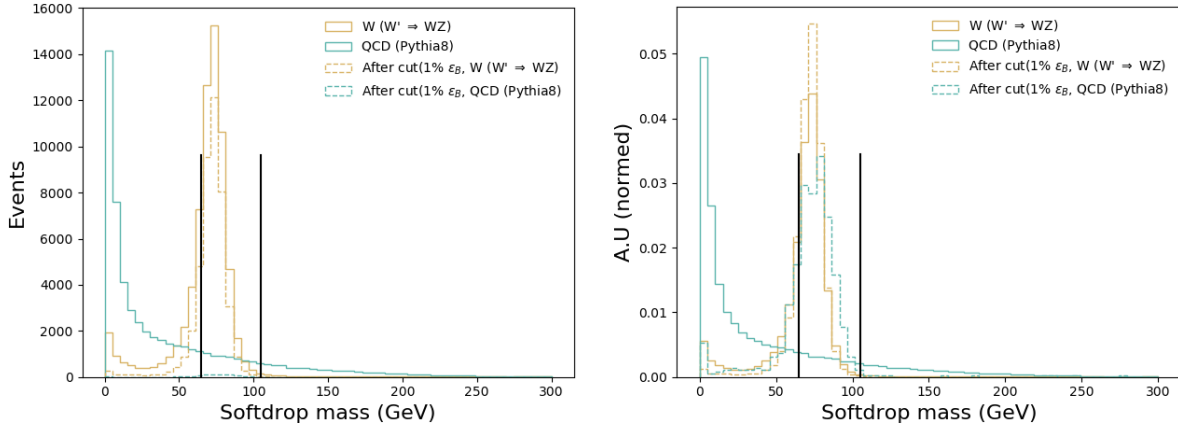 16000
14000
12000
10000
8000
6000
4000
2000
0
Events
0
50
100
150
200
250
300
Softdrop mass (GeV)
W (W' ⇒ WZ)
QCD (Pythia8)
After cut(1% εB, W (W' ⇒ WZ)
After cut(1% εB, QCD (Pythia8)
0.05
0.04
0.03
0.02
0.01
0.00
A.U (normed)
0
50
100
150
200
250
300
Softdrop mass (GeV)
W (W' ⇒ WZ)
QCD (Pythia8)
After cut(1% εB, W (W' ⇒ WZ)
After cut(1% εB, QCD (Pythia8)